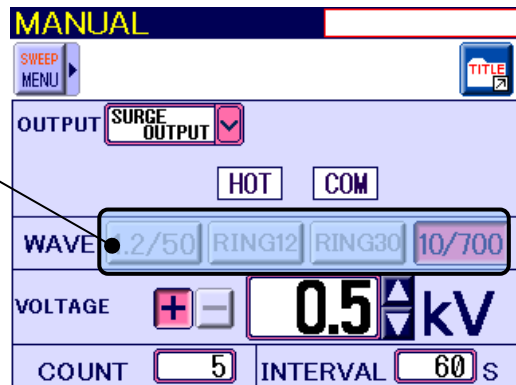 MANUAL
SWEEP
MENU
TITLE
OUTPUT SURGE
OUTPUT
HOT COM
WAVE 1.2/50 RING12 RING30 10/700
VOLTAGE + − 0.5 kV
COUNT 5 INTERVAL 60 S